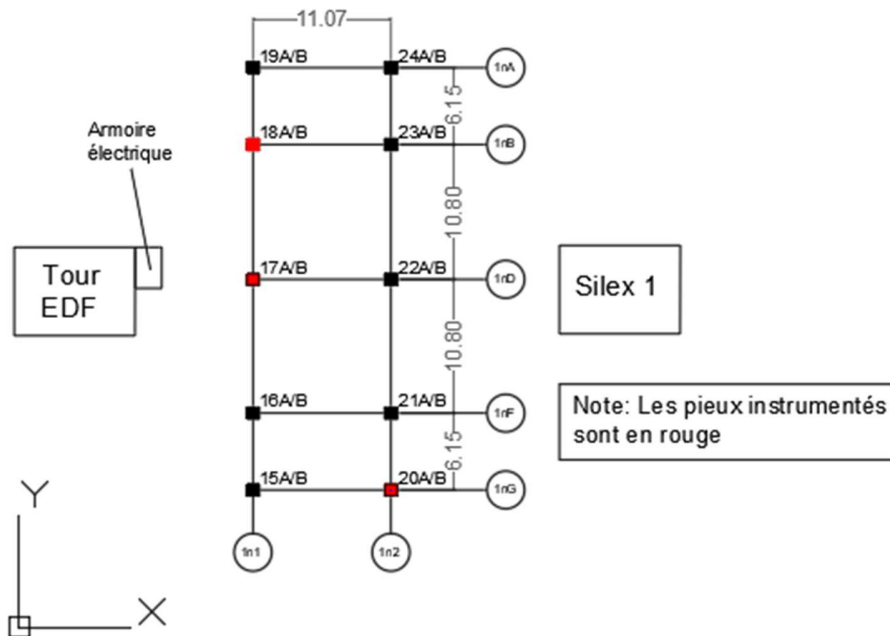 11.07
19A/B
24A/B
1nA
6.15
Armoire
électrique
18A/B
23A/B
1nB
10.80
Tour
EDF
17A/B
22A/B
1nD
Silex 1
10.80
16A/B
21A/B
1nF
Note: Les pieux instrumentés
sont en rouge
6.15
15A/B
20A/B
1nG
Y
1n1
1n2
X